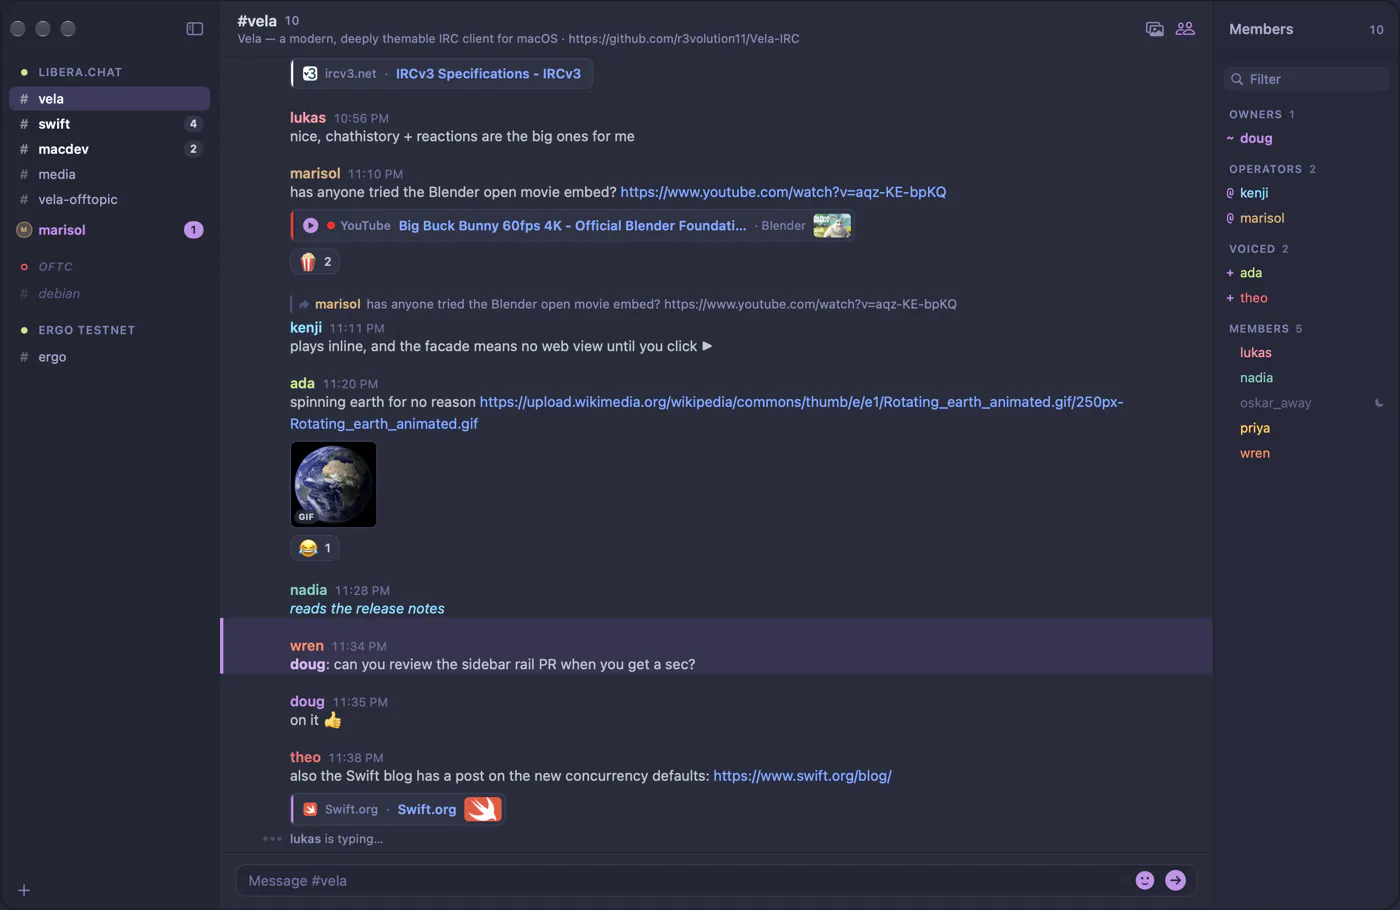 LIBERA.CHAT
# vela
# swift 4
# macdev 2
# media
# vela-offtopic
M marisol 1
OFTC
# debian
ERGO TESTNET
# ergo
+
#vela 10
Vela — a modern, deeply themable IRC client for macOS · https://github.com/r3volution11/Vela-IRC
v3 ircv3.net · IRCv3 Specifications - IRCv3
lukas 10:56 PM
nice, chathistory + reactions are the big ones for me
marisol 11:10 PM
has anyone tried the Blender open movie embed? https://www.youtube.com/watch?v=aqz-KE-bpKQ
YouTube Big Buck Bunny 60fps 4K - Official Blender Foundati... · Blender
🍿 2
marisol has anyone tried the Blender open movie embed? https://www.youtube.com/watch?v=aqz-KE-bpKQ
kenji 11:11 PM
plays inline, and the facade means no web view until you click ▶
ada 11:20 PM
spinning earth for no reason https://upload.wikimedia.org/wikipedia/commons/thumb/e/e1/Rotating_earth_animated.gif/250px-
Rotating_earth_animated.gif
GIF
😂 1
nadia 11:28 PM
reads the release notes
wren 11:34 PM
doug: can you review the sidebar rail PR when you get a sec?
doug 11:35 PM
on it 👍
theo 11:38 PM
also the Swift blog has a post on the new concurrency defaults: https://www.swift.org/blog/
Swift.org · Swift.org
lukas is typing...
Message #vela
Members 10
Filter
OWNERS 1
~ doug
OPERATORS 2
@ kenji
@ marisol
VOICED 2
+ ada
+ theo
MEMBERS 5
lukas
nadia
oskar_away
priya
wren